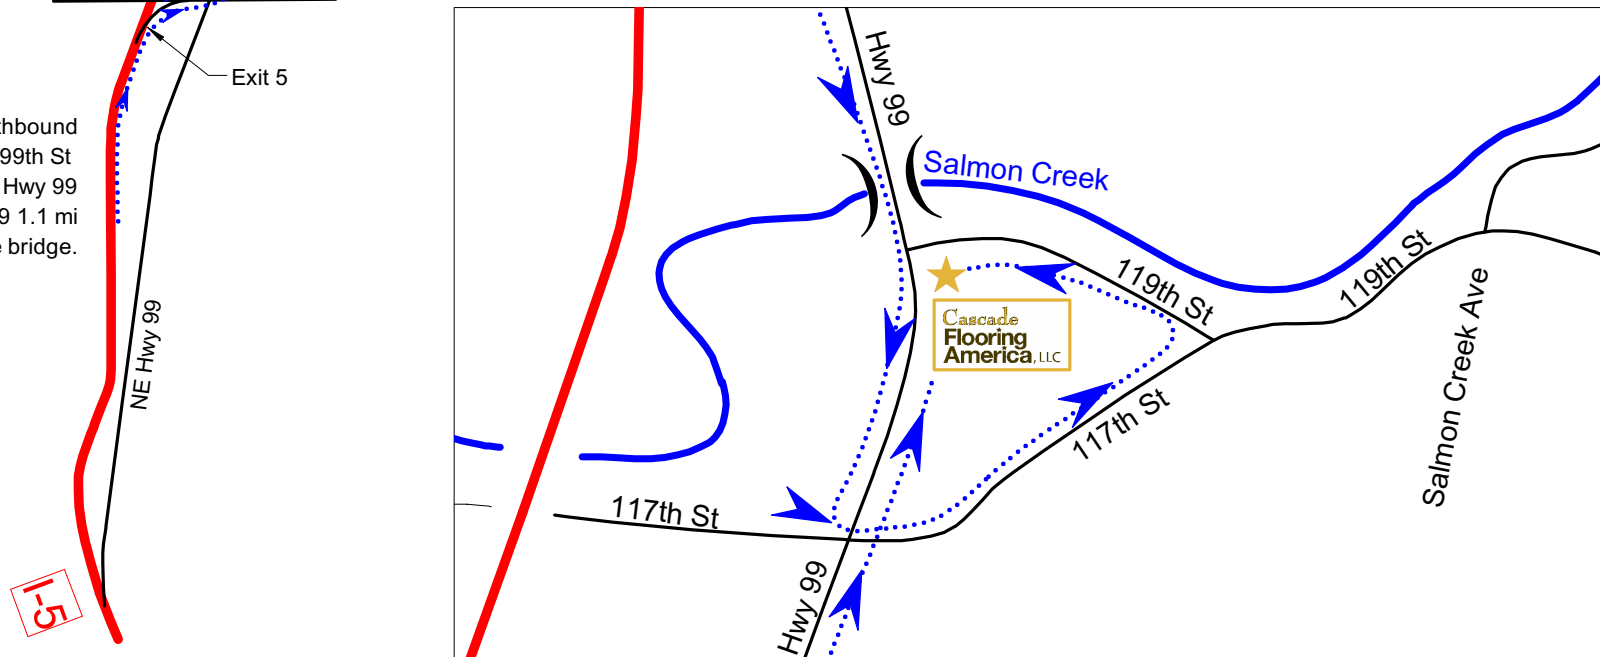 Exit 5
thbound
99th St
Hwy 99
9 1.1 mi
e bridge.
NE Hwy 99
I-5
Hwy 99
Salmon Creek
119th St
119th St
Cascade
Flooring
America, LLC
Salmon Creek Ave
117th St
117th St
Hwy 99